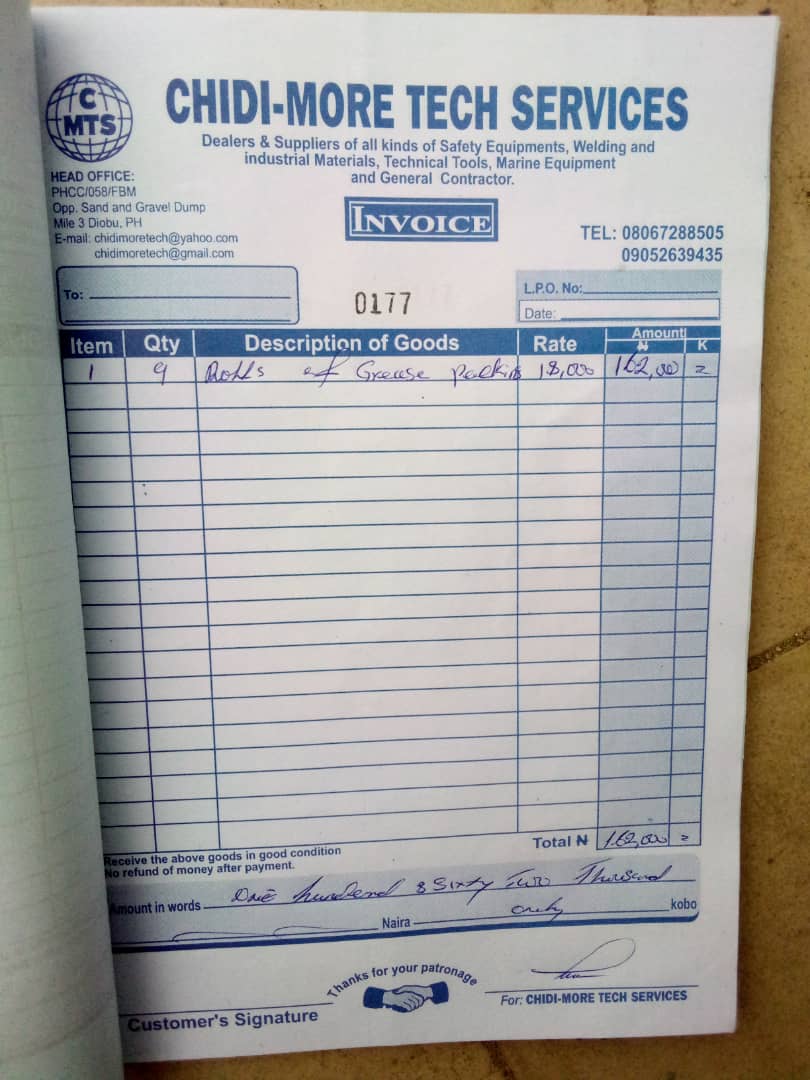 C
MTS
CHIDI-MORE TECH SERVICES
Dealers & Suppliers of all kinds of Safety Equipments, Welding and
industrial Materials, Technical Tools, Marine Equipment
and General Contractor.
HEAD OFFICE:
PHCC/058/FBM
Opp. Sand and Gravel Dump
Mile 3 Diobu, PH
E-mail: chidimoretech@yahoo.com
chidimoretech@gmail.com
INVOICE
TEL: 08067288505
09052639435
To:
0177
L.P.O. No:
Date:
Item Qty Description of Goods Rate Amount ₦ K
1 9 Rolls of Grease packing 18,000 162,000 =
Total ₦ 162,000 =
Receive the above goods in good condition
No refund of money after payment.
Amount in words One hundred & Sixty Two Thousand
Naira only kobo
Thanks for your patronage
Customer's Signature
For: CHIDI-MORE TECH SERVICES